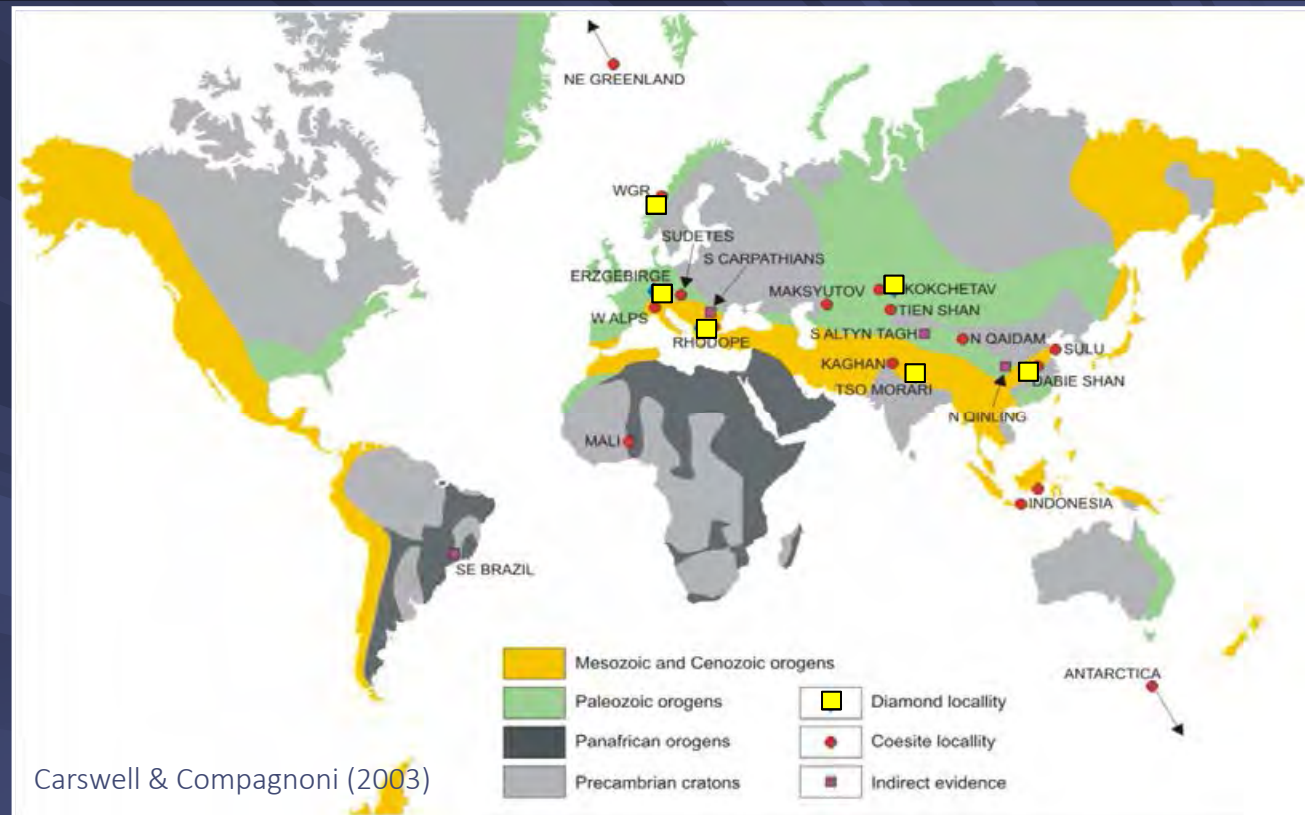 NE GREENLAND
WGR
SUDETES
S CARPATHIANS
ERZGEBIRGE
MAKSYUTOV
KOKCHETAV
TIEN SHAN
W ALPS
S ALTYN TAGH
N QAIDAM
SULU
RHODOPE
KAGHAN
TSO MORARI
DABIE SHAN
N QINLING
MALI
INDONESIA
SE BRAZIL
ANTARCTICA
Mesozoic and Cenozoic orogens
Paleozoic orogens
Diamond locallity
Panafrican orogens
Coesite locallity
Precambrian cratons
Indirect evidence
Carswell & Compagnoni (2003)